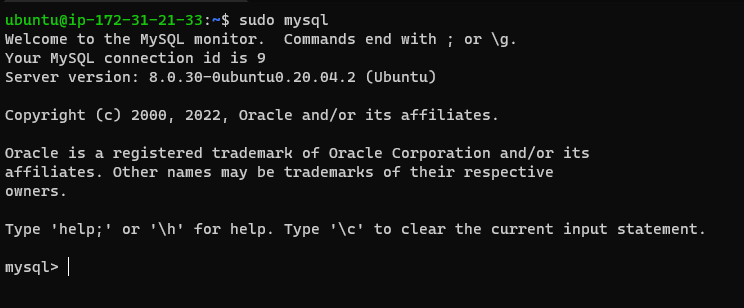 ubuntu@ip-172-31-21-33:~$ sudo mysql
Welcome to the MySQL monitor.  Commands end with ; or \g.
Your MySQL connection id is 9
Server version: 8.0.30-0ubuntu0.20.04.2 (Ubuntu)
Copyright (c) 2000, 2022, Oracle and/or its affiliates.
Oracle is a registered trademark of Oracle Corporation and/or its
affiliates. Other names may be trademarks of their respective
owners.
Type 'help;' or '\h' for help. Type '\c' to clear the current input statement.
mysql>